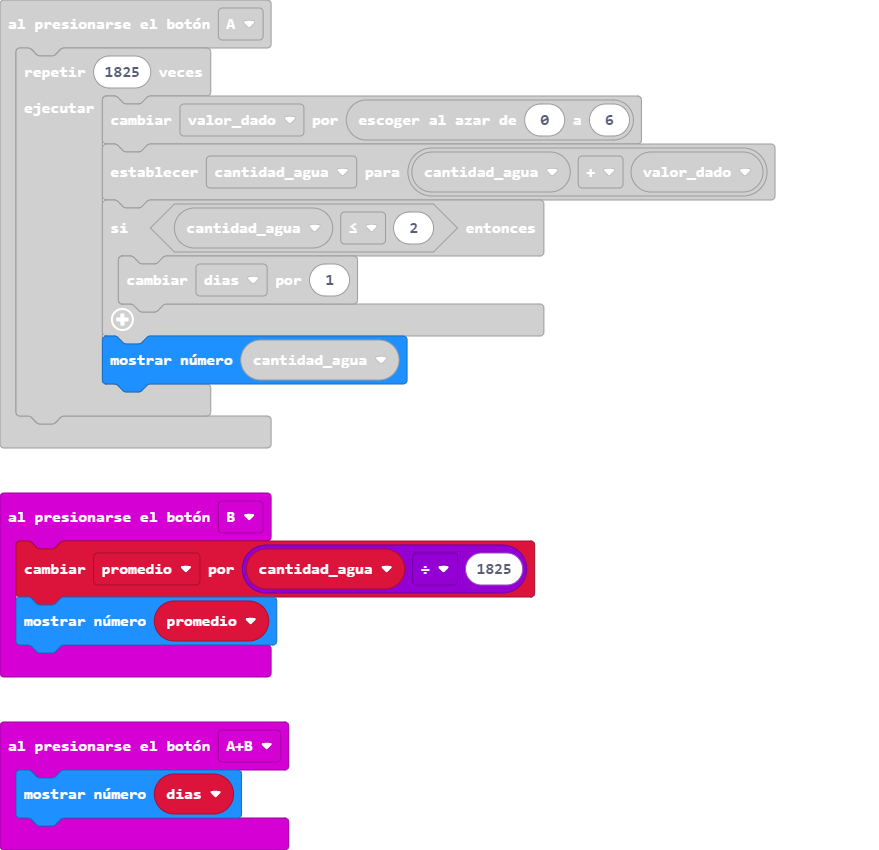 al presionarse el botón A
repetir 1825 veces
ejecutar
cambiar valor_dado por escoger al azar de 0 a 6
establecer cantidad_agua para cantidad_agua + valor_dado
si cantidad_agua ≤ 2 entonces
cambiar dias por 1
mostrar número cantidad_agua
al presionarse el botón B
cambiar promedio por cantidad_agua ÷ 1825
mostrar número promedio
al presionarse el botón A+B
mostrar número dias